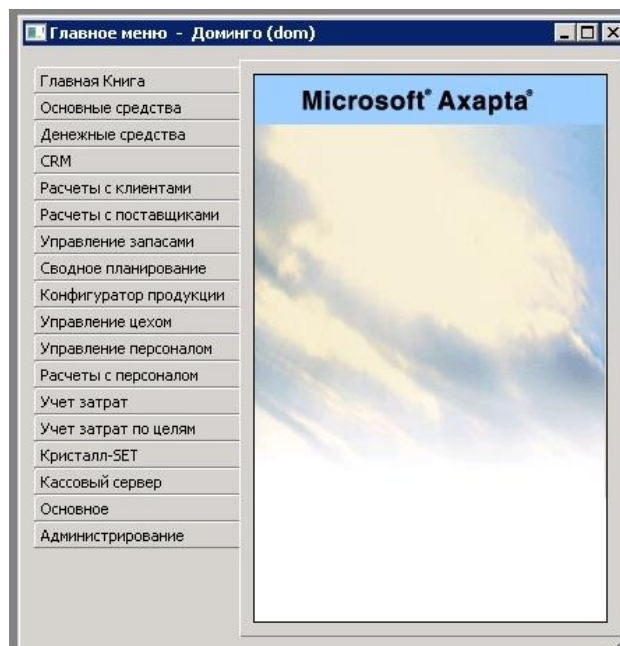 Главное меню - Доминго (dom)
Главная Книга
Основные средства
Денежные средства
CRM
Расчеты с клиентами
Расчеты с поставщиками
Управление запасами
Сводное планирование
Конфигуратор продукции
Управление цехом
Управление персоналом
Расчеты с персоналом
Учет затрат
Учет затрат по целям
Кристалл-SET
Кассовый сервер
Основное
Администрирование
Microsoft® Axapta®